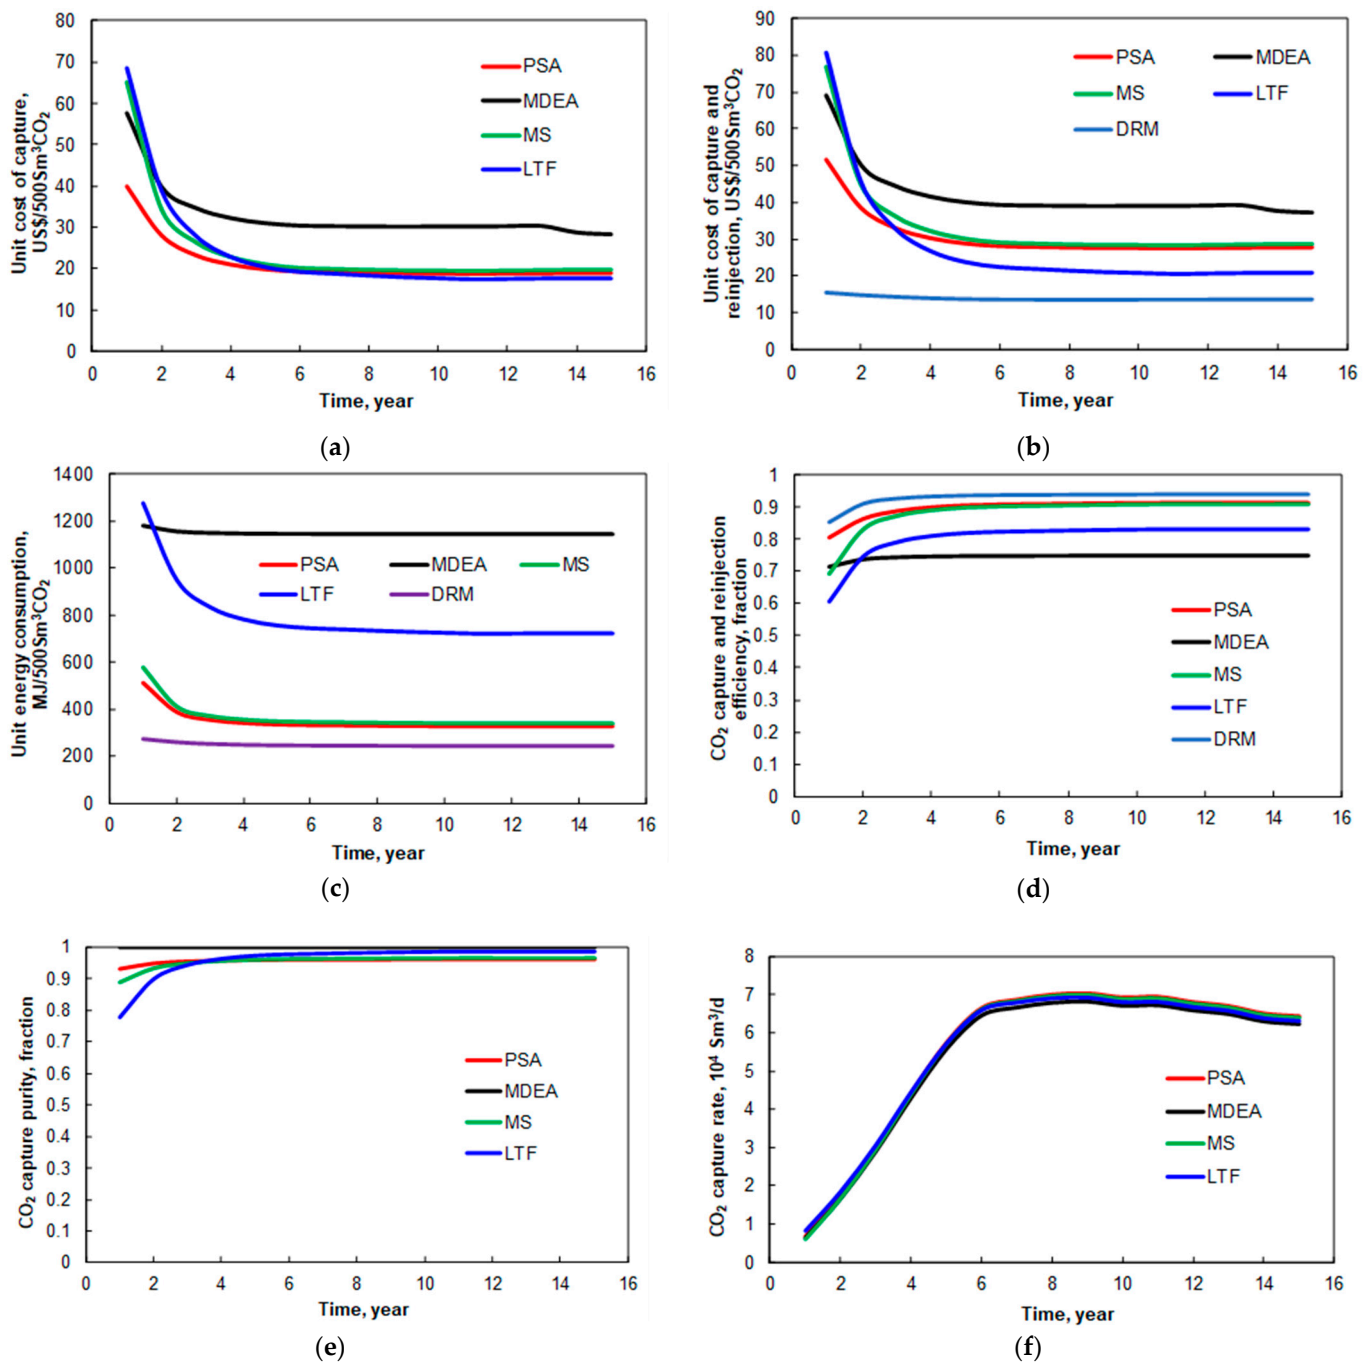 80
70
60
50
40
30
20
10
0
Unit cost of capture,
US$/500Sm³CO₂
PSA
MDEA
MS
LTF
0 2 4 6 8 10 12 14 16
Time, year
(a)
90
80
70
60
50
40
30
20
10
0
Unit cost of capture and
reinjection, US$/500Sm³CO₂
PSA MDEA
MS LTF
DRM
0 2 4 6 8 10 12 14 16
Time, year
(b)
1400
1200
1000
800
600
400
200
0
Unit energy consumption,
MJ/500Sm³CO₂
PSA MDEA MS
LTF DRM
0 2 4 6 8 10 12 14 16
Time, year
(c)
1
0.9
0.8
0.7
0.6
0.5
0.4
0.3
0.2
0.1
0
CO₂ capture and reinjection
efficiency, fraction
PSA
MDEA
MS
LTF
DRM
0 2 4 6 8 10 12 14 16
Time, year
(d)
1
0.9
0.8
0.7
0.6
0.5
0.4
0.3
0.2
0.1
0
CO₂ capture purity, fraction
PSA
MDEA
MS
LTF
0 2 4 6 8 10 12 14 16
Time, year
(e)
8
7
6
5
4
3
2
1
0
CO₂ capture rate, 10⁴ Sm³/d
PSA
MDEA
MS
LTF
0 2 4 6 8 10 12 14 16
Time, year
(f)